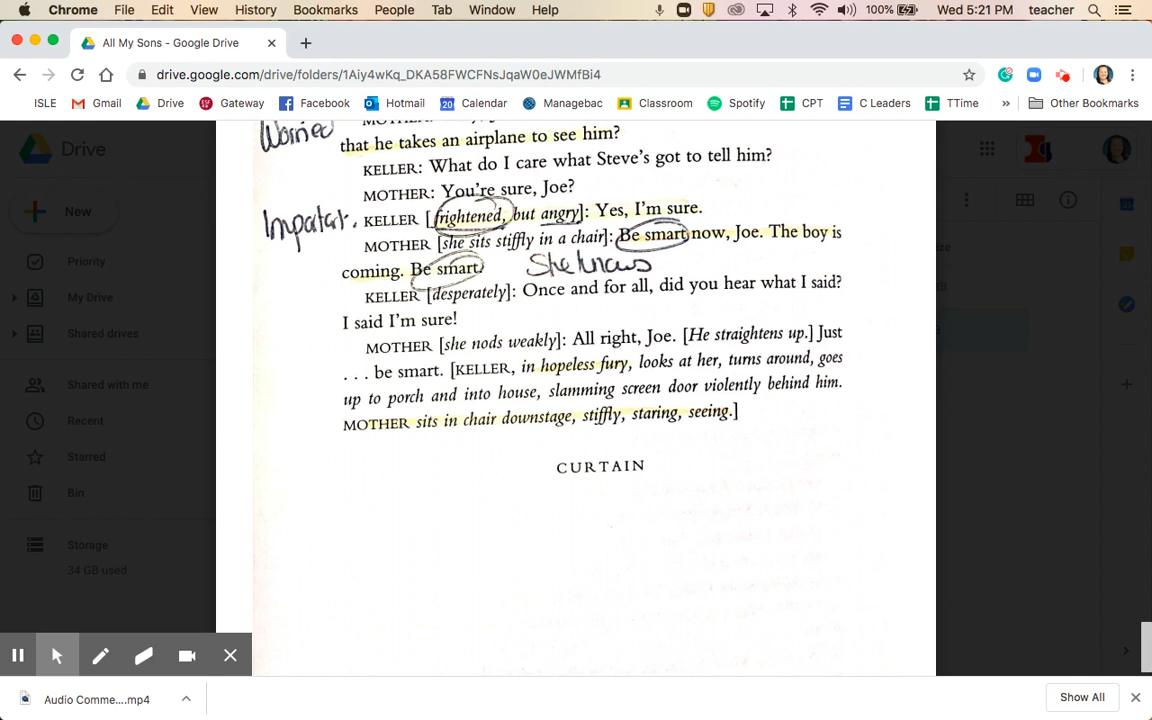 Chrome File Edit View History Bookmarks People Tab Window Help 100% Wed 5:21 PM teacher
All My Sons - Google Drive
drive.google.com/drive/folders/1Aiy4wKq_DKA58FWCFNsJqaW0eJWMfBi4
ISLE Gmail Drive Gateway Facebook Hotmail 20 Calendar Managebac Classroom Spotify CPT C Leaders TTime » Other Bookmarks
Drive
New
Priority
My Drive
Shared drives
Shared with me
Recent
Starred
Bin
Storage
34 GB used
Worried
that he takes an airplane to see him?
KELLER: What do I care what Steve's got to tell him?
MOTHER: You're sure, Joe?
Important. KELLER [frightened, but angry]: Yes, I'm sure.
MOTHER [she sits stiffly in a chair]: Be smart now, Joe. The boy is
coming. Be smart. She knows
KELLER [desperately]: Once and for all, did you hear what I said?
I said I'm sure!
MOTHER [she nods weakly]: All right, Joe. [He straightens up.] Just
. . . be smart. [KELLER, in hopeless fury, looks at her, turns around, goes
up to porch and into house, slamming screen door violently behind him.
MOTHER sits in chair downstage, stiffly, staring, seeing.]
CURTAIN
Audio Comme....mp4
Show All